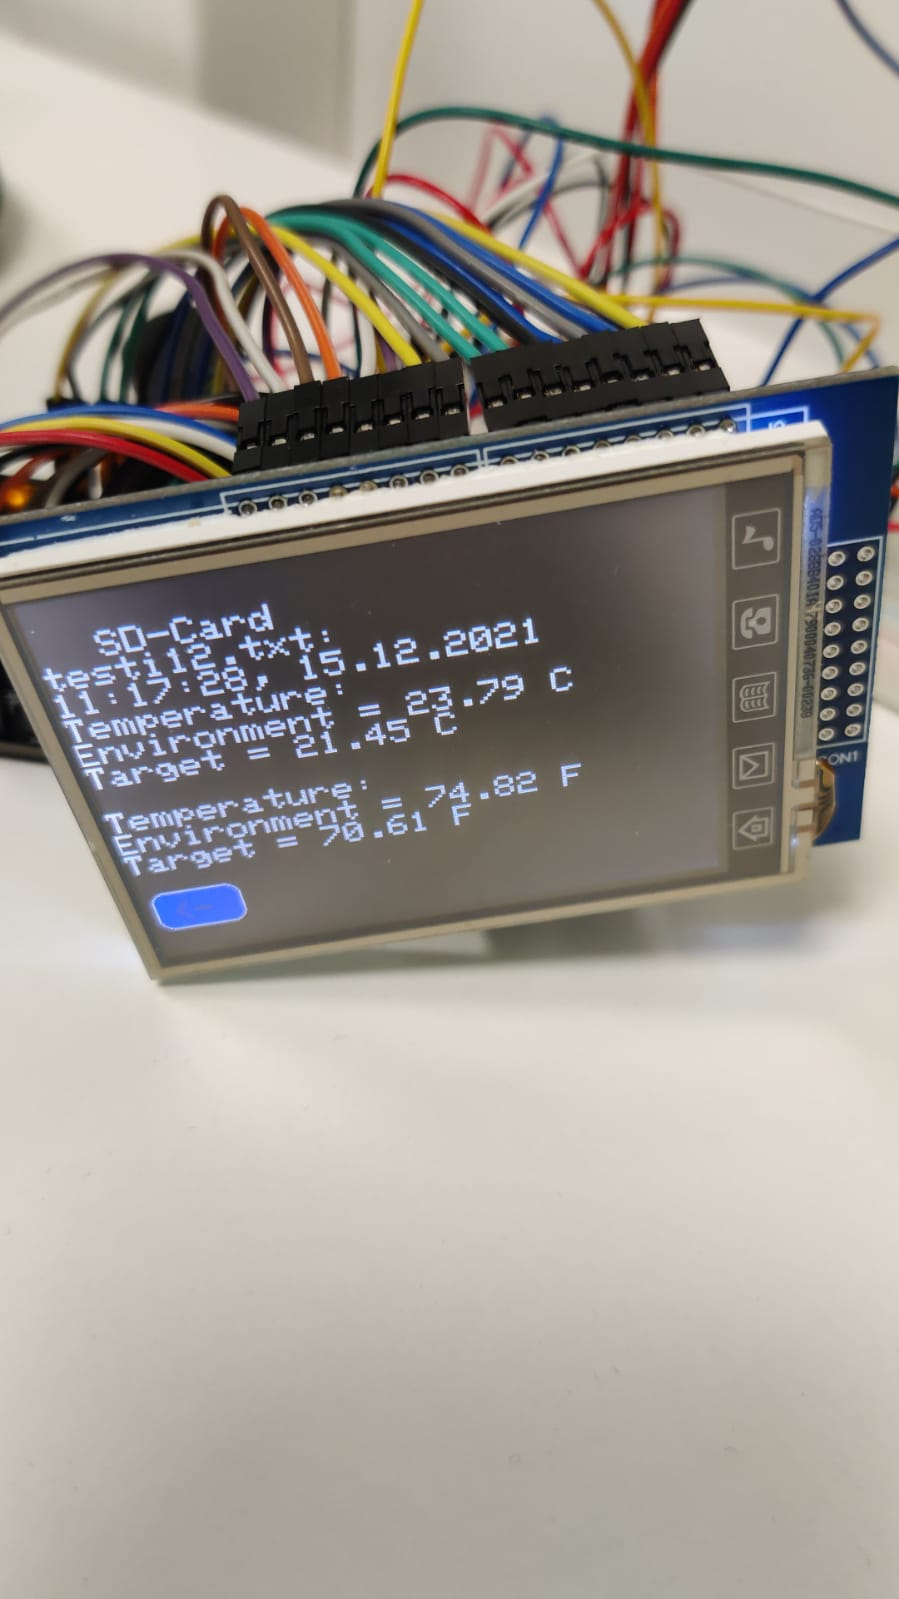 SD-Card
testi12.txt:
11:17:28, 15.12.2021
Temperature:
Environment = 23.79 C
Target = 21.45 C
Temperature:
Environment = 74.82 F
Target = 70.61 F
<-